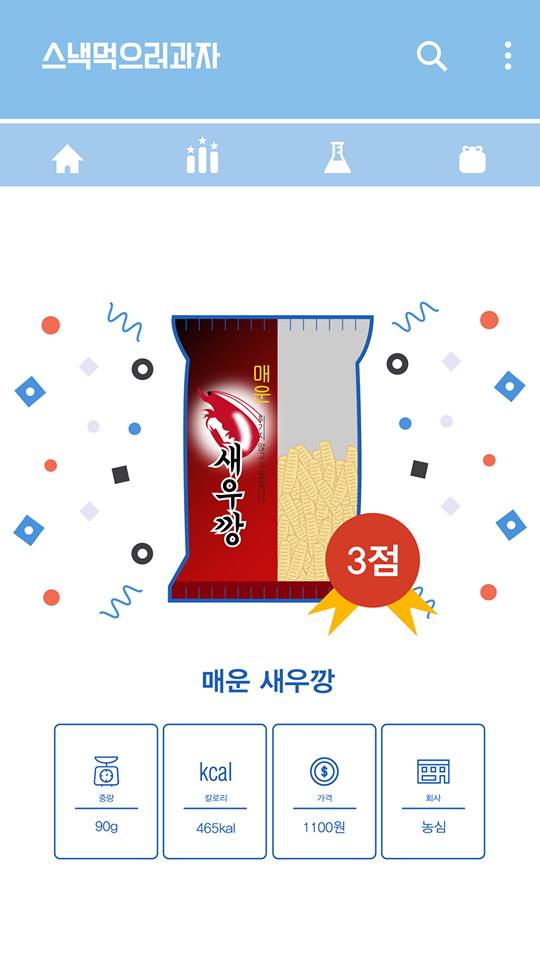 스낵먹으러과자
매운
새우깡
3점
매운 새우깡
중량
90g
kcal
칼로리
465kal
가격
1100원
회사
농심